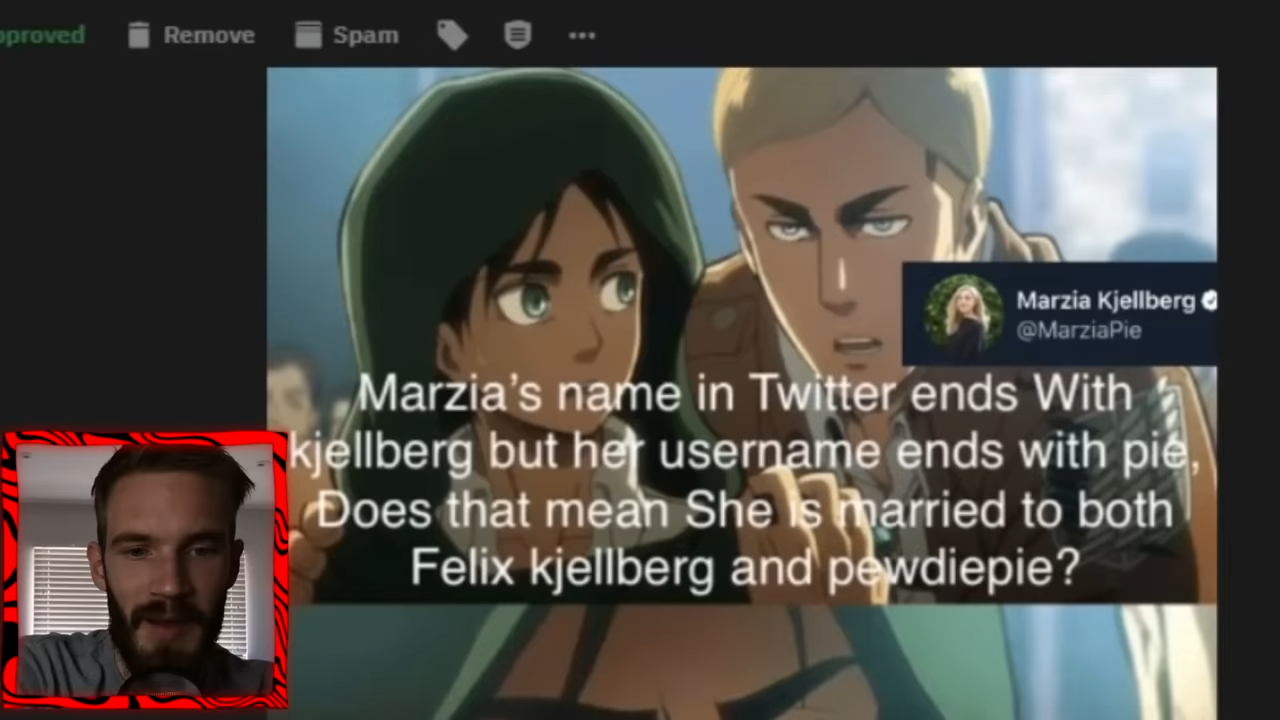 Remove Spam
Marzia Kjellberg
@MarziaPie
Marzia’s name in Twitter ends With
kjellberg but her username ends with pie,
Does that mean She is married to both
Felix kjellberg and pewdiepie?